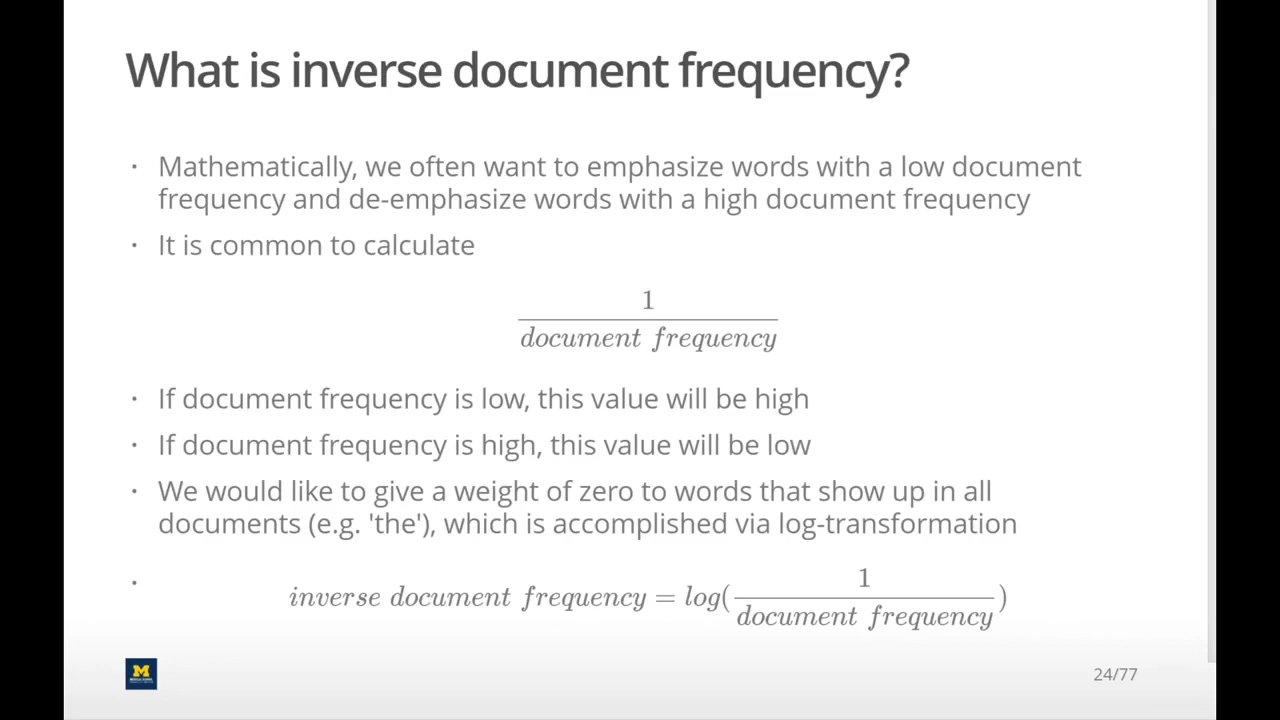 What is inverse document frequency?
• Mathematically, we often want to emphasize words with a low document
frequency and de-emphasize words with a high document frequency
• It is common to calculate
1
document frequency
• If document frequency is low, this value will be high
• If document frequency is high, this value will be low
• We would like to give a weight of zero to words that show up in all
documents (e.g. 'the'), which is accomplished via log-transformation
• inverse document frequency = log(1/document frequency)
M
24/77